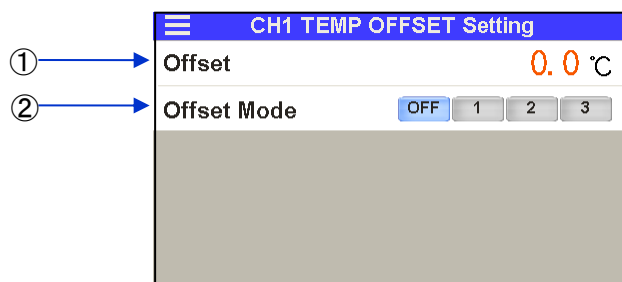 CH1 TEMP OFFSET Setting
① Offset 0.0 ℃
② Offset Mode OFF 1 2 3